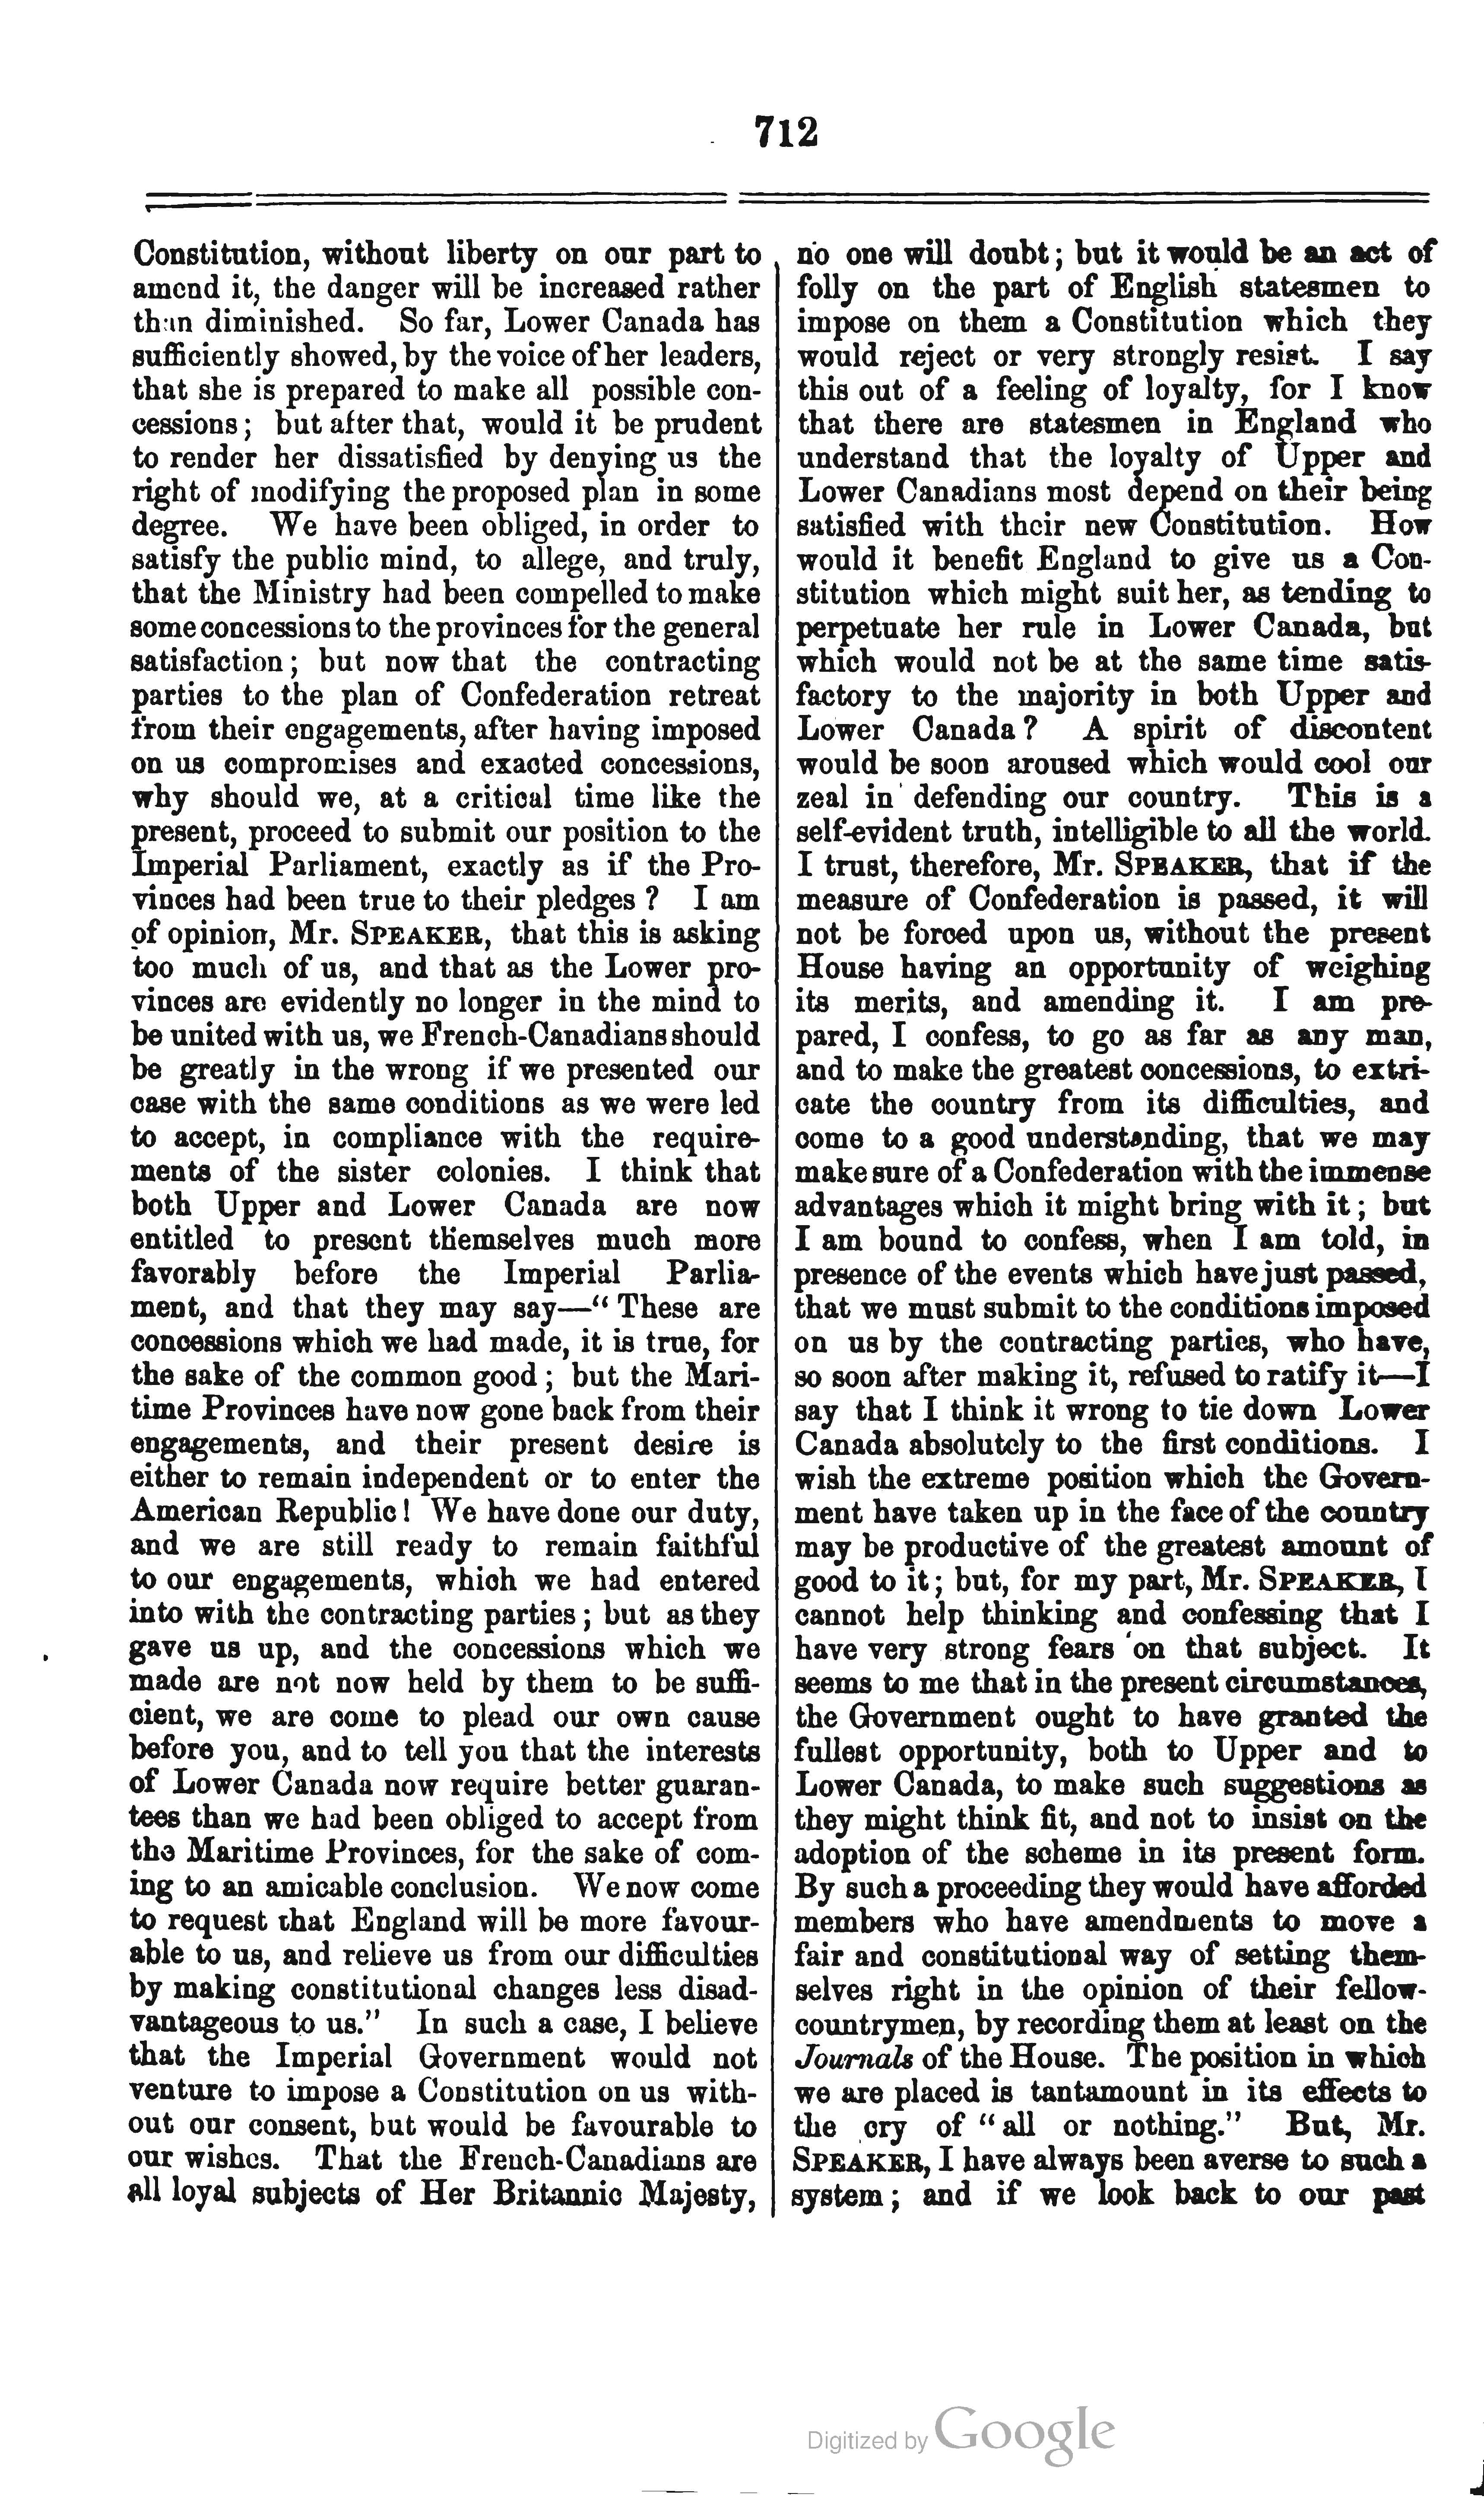 712
Constitution, without liberty on our part to
amend it, the danger will be increased rather
than diminished. So far, Lower Canada has
sufficiently showed, by the voice of her leaders,
that she is prepared to make all possible con-
cessions; but after that, would it be prudent
to render her dissatisfied by denying us the
right of modifying the proposed plan in some
degree. We have been obliged, in order to
satisfy the public mind, to allege, and truly,
that the Ministry had been compelled to make
some concessions to the provinces for the general
satisfaction; but now that the contracting
parties to the plan of Confederation retreat
from their engagements, after having imposed
on us compromises and exacted concessions,
why should we, at a critical time like the
present, proceed to submit our position to the
Imperial Parliament, exactly as if the Pro-
vinces had been true to their pledges? I am
of opinion, Mr. SPEAKER, that this is asking
too much of us, and that as the Lower pro-
vinces are evidently no longer in the mind to
be united with us, we French-Canadians should
be greatly in the wrong if we presented our
case with the same conditions as we were led
to accept, in compliance with the require-
ments of the sister colonies. I think that
both Upper and Lower Canada are now
entitled to present themselves much more
favorably before the Imperial Parlia-
ment, and that they may say—“These are
concessions which we had made, it is true, for
the sake of the common good; but the Mari-
time Provinces have now gone back from their
engagements, and their present desire is
either to remain independent or to enter the
American Republic! We have done our duty,
and we are still ready to remain faithful
to our engagements, which we had entered
into with the contracting parties; but as they
gave us up, and the concessions which we
made are not now held by them to be suffi-
cient, we are come to plead our own cause
before you, and to tell you that the interests
of Lower Canada now require better guaran-
tees than we had been obliged to accept from
the Maritime Provinces, for the sake of com-
ing to an amicable conclusion. We now come
to request that England will be more favour-
able to us, and relieve us from our difficulties
by making constitutional changes less disad-
vantageous to us.” In such a case, I believe
that the Imperial Government would not
venture to impose a Constitution on us with-
out our consent, but would be favourable to
our wishes. That the French-Canadians are
all loyal subjects of Her Britannic Majesty,
no one will doubt; but it would be an act of
folly on the part of English statesmen to
impose on them a Constitution which they
would reject or very strongly resist. I say
this out of a feeling of loyalty, for I know
that there are statesmen in England who
understand that the loyalty of Upper and
Lower Canadians most depend on their being
satisfied with their new Constitution. How
would it benefit England to give us a Con-
stitution which might suit her, as tending to
perpetuate her rule in Lower Canada, but
which would not be at the same time satis-
factory to the majority in both Upper and
Lower Canada? A spirit of discontent
would be soon aroused which would cool our
zeal in defending our country. This is a
self-evident truth, intelligible to all the world.
I trust, therefore, Mr. SPEAKER, that if the
measure of Confederation is passed, it will
not be forced upon us, without the present
House having an opportunity of weighing
its merits, and amending it. I am pre-
pared, I confess, to go as far as any man,
and to make the greatest concessions, to extri-
cate the country from its difficulties, and
come to a good understanding, that we may
make sure of a Confederation with the immense
advantages which it might bring with it; but
I am bound to confess, when I am told, in
presence of the events which have just passed,
that we must submit to the conditions imposed
on us by the contracting parties, who have,
so soon after making it, refused to ratify it—I
say that I think it wrong to tie down Lower
Canada absolutely to the first conditions. I
wish the extreme position which the Govern-
ment have taken up in the face of the country
may be productive of the greatest amount of
good to it; but, for my part, Mr. SPEAKER, I
cannot help thinking and confessing that I
have very strong fears on that subject. It
seems to me that in the present circumstances,
the Government ought to have granted the
fullest opportunity, both to Upper and to
Lower Canada, to make such suggestions as
they might think fit, and not to insist on the
adoption of the scheme in its present form.
By such a proceeding they would have afforded
members who have amendments to move a
fair and constitutional way of setting them-
selves right in the opinion of their fellow-
countrymen, by recording them at least on the
Journals of the House. The position in which
we are placed is tantamount in its effects to
the cry of “all or nothing.” But, Mr.
SPEAKER, I have always been averse to such a
system; and if we look back to our past
Digitized by Google